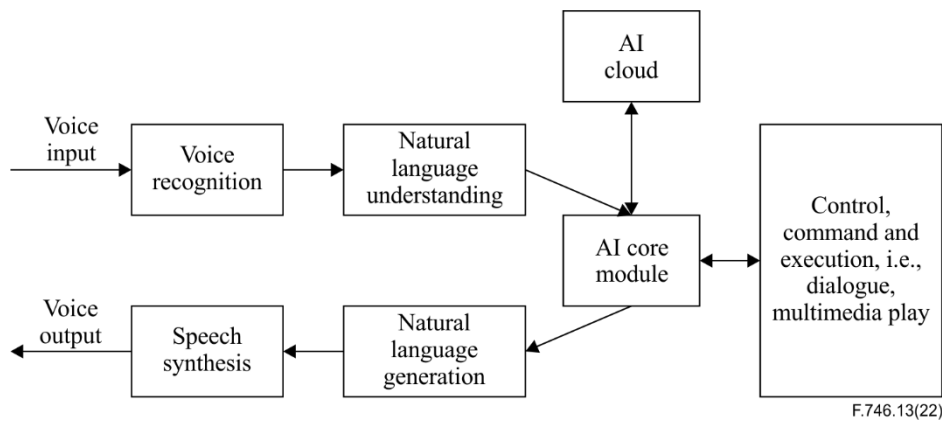 AI
cloud
Voice
input
Voice
recognition
Natural
language
understanding
AI core
module
Control,
command and
execution, i.e.,
dialogue,
multimedia play
Voice
output
Speech
synthesis
Natural
language
generation
F.746.13(22)